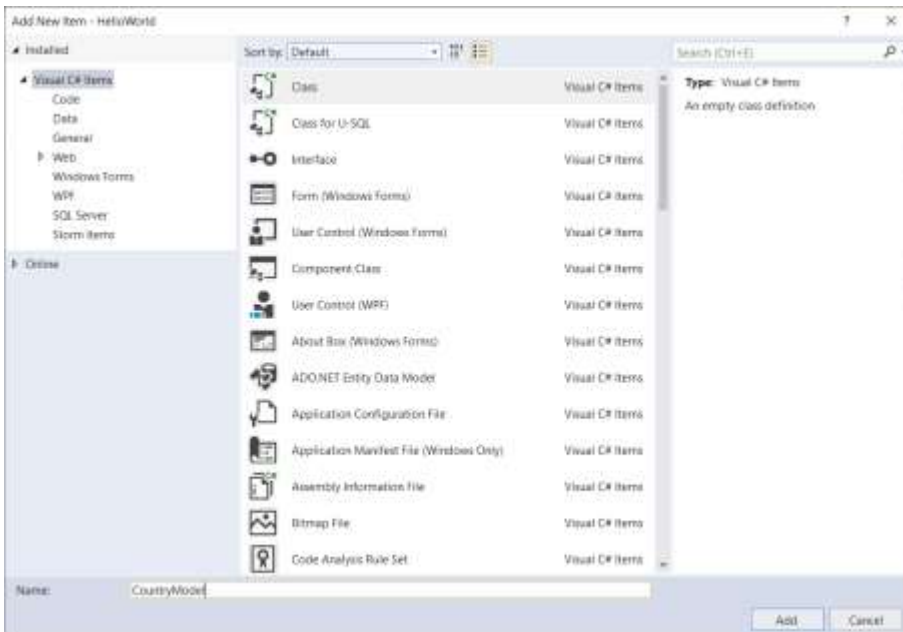 Add New Item - HelloWorld
Installed
Sort by: Default
Search (Ctrl+E)
Visual C# Items
Code
Data
General
Web
Windows Forms
WPF
SQL Server
Storm Items
Online
Class Visual C# Items
Class for U-SQL Visual C# Items
Interface Visual C# Items
Form (Windows Forms) Visual C# Items
User Control (Windows Forms) Visual C# Items
Component Class Visual C# Items
User Control (WPF) Visual C# Items
About Box (Windows Forms) Visual C# Items
ADO.NET Entity Data Model Visual C# Items
Application Configuration File Visual C# Items
Application Manifest File (Windows Only) Visual C# Items
Assembly Information File Visual C# Items
Bitmap File Visual C# Items
Code Analysis Rule Set Visual C# Items
Type: Visual C# Items
An empty class definition
Name: CountryModel
Add Cancel